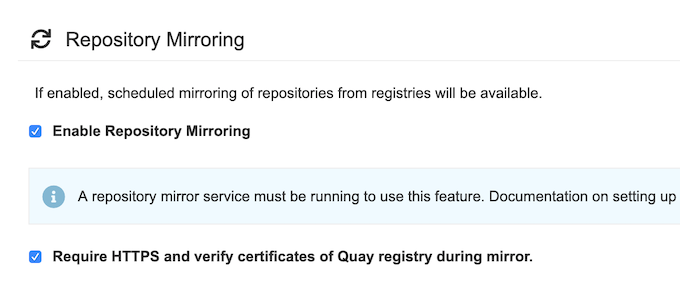 Repository Mirroring
If enabled, scheduled mirroring of repositories from registries will be available.
Enable Repository Mirroring
A repository mirror service must be running to use this feature. Documentation on setting up
Require HTTPS and verify certificates of Quay registry during mirror.